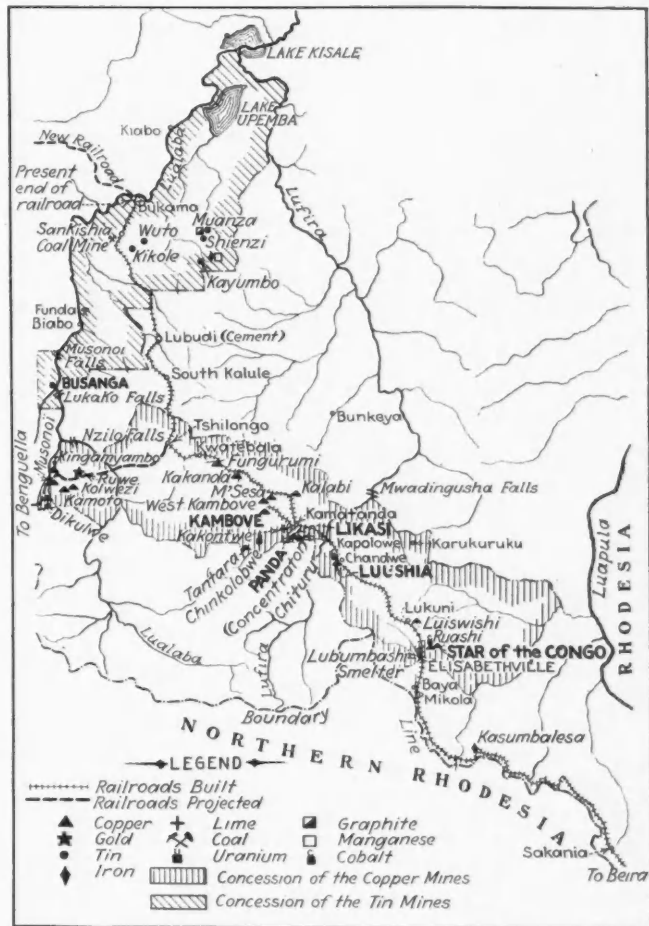 LAKE KISALE
LAKE
UPEMBA
Kiabo
Lualaba
New Railroad
Present
end of
railroad
Bukama
Lufira
Sankishia
Coal Mine
Wuto
Kikole
Muanza
Shienzi
Kayumbo
Funda
Biabo
Lubudi (Cement)
Musonoi
Falls
BUSANGA
Lukako Falls
South Kalule
Bunkeya
Nzilo Falls
Tshilongo
Kwatebala
Fungurumi
Musonoi
Kingamyambo
Ruwe
Kolwezi
Kamoto
Dikulwe
To Benguella
Kakanda
M'Sesa
Kalabi
Mwadingusha Falls
West Kambove
KAMBOVE
Kakontwe
Kamatanda
LIKASI
Kapolowe
Chandwe
Karukuruku
LUUSHIA
Tantara
Chinkolobwe
PANDA
(Concentration)
Chituru
Luapula
RHODESIA
Lukuni
Luiswishi
Ruashi
STAR of the CONGO
ELISABETHVILLE
Lubumbashi
Smelter
Lualaba
Lufira
Baya
Mikola
Boundary
Line
Kasumbalesa
NORTHERN RHODESIA
Sakania
To Beira
LEGEND
Railroads Built
Railroads Projected
Copper Lime Graphite
Gold Coal Manganese
Tin Uranium Cobalt
Iron Concession of the Copper Mines
Concession of the Tin Mines